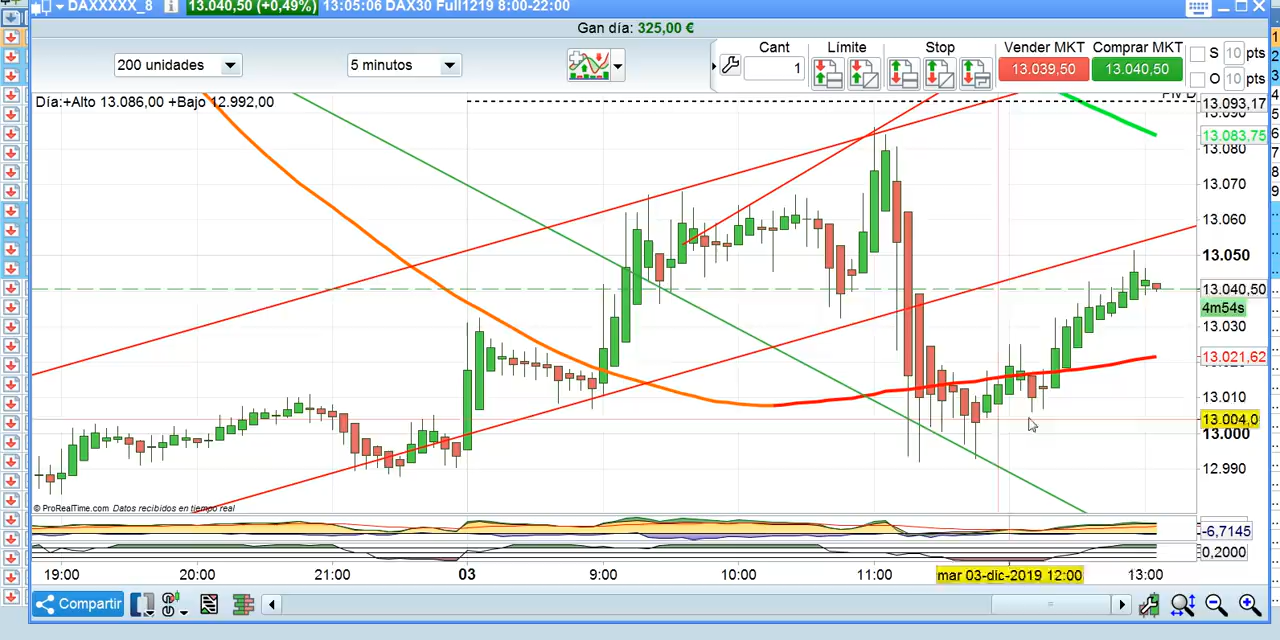 DAXXXXX_8 13.040,50 (+0,49%) 13:05:06 DAX30 Full1219 8:00-22:00
Gan día: 325,00 €
Cant Límite Stop Vender MKT Comprar MKT S 10 pts
200 unidades 5 minutos 1 13.039,50 13.040,50 O 10 pts
Día:+Alto 13.086,00 +Bajo 12.992,00
13.093,17
13.090
13.083,75
13.080
13.070
13.060
13.050
13.040,50
4m54s
13.030
13.021,62
13.010
13.004,0
13.000
12.990
© ProRealTime.com Datos recibidos en tiempo real
-6,7145
0,2000
19:00 20:00 21:00 03 9:00 10:00 11:00 mar 03-dic-2019 12:00 13:00
Compartir